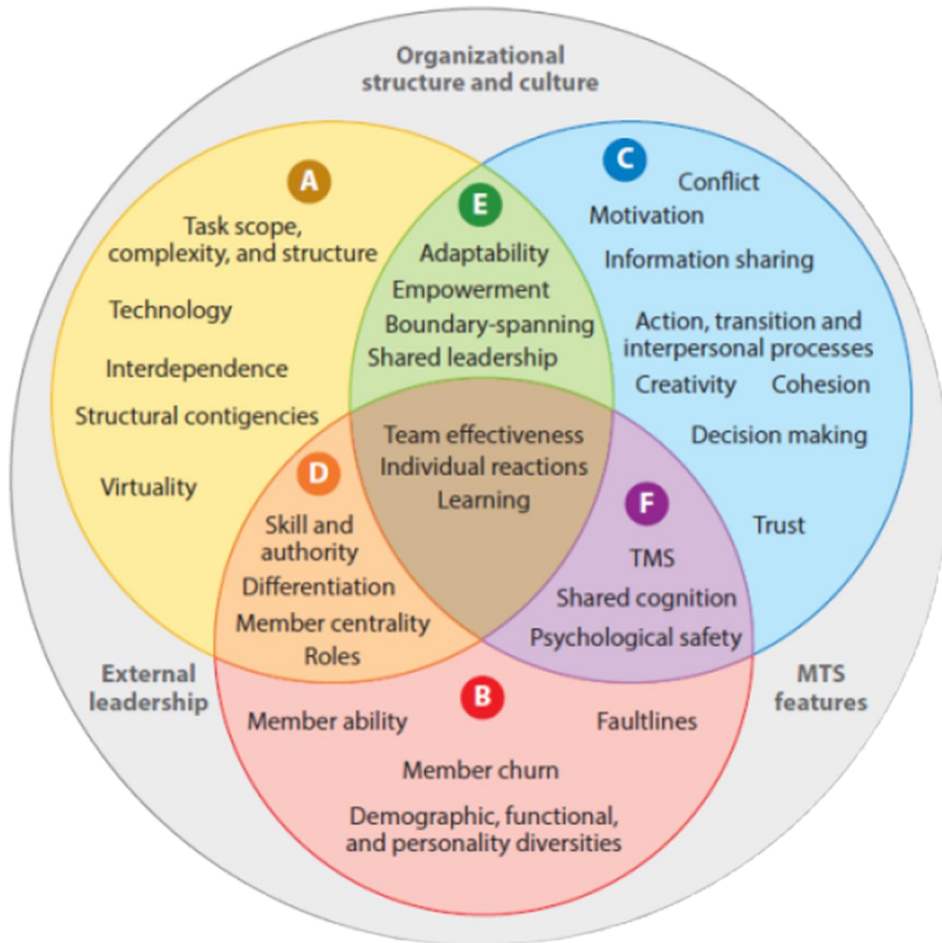 Organizational
structure and culture
A
Task scope,
complexity, and structure
Technology
Interdependence
Structural contigencies
Virtuality
E
Adaptability
Empowerment
Boundary-spanning
Shared leadership
C
Conflict
Motivation
Information sharing
Action, transition and
interpersonal processes
Creativity
Cohesion
Decision making
Trust
Team effectiveness
Individual reactions
Learning
D
Skill and
authority
Differentiation
Member centrality
Roles
F
TMS
Shared cognition
Psychological safety
External
leadership
MTS
features
B
Member ability
Faultlines
Member churn
Demographic, functional,
and personality diversities